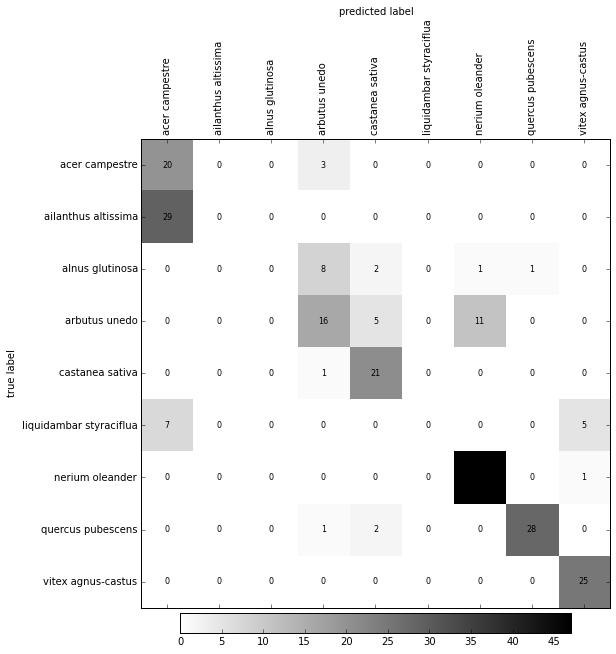 predicted label
acer campestre
ailanthus altissima
alnus glutinosa
arbutus unedo
castanea sativa
liquidambar styraciflua
nerium oleander
quercus pubescens
vitex agnus-castus
true label
acer campestre 20 0 0 3 0 0 0 0 0
ailanthus altissima 29 0 0 0 0 0 0 0 0
alnus glutinosa 0 0 0 8 2 0 1 1 0
arbutus unedo 0 0 0 16 5 0 11 0 0
castanea sativa 0 0 0 1 21 0 0 0 0
liquidambar styraciflua 7 0 0 0 0 0 0 0 5
nerium oleander 0 0 0 0 0 0 0 1
quercus pubescens 0 0 0 1 2 0 0 28 0
vitex agnus-castus 0 0 0 0 0 0 0 0 25
0 5 10 15 20 25 30 35 40 45